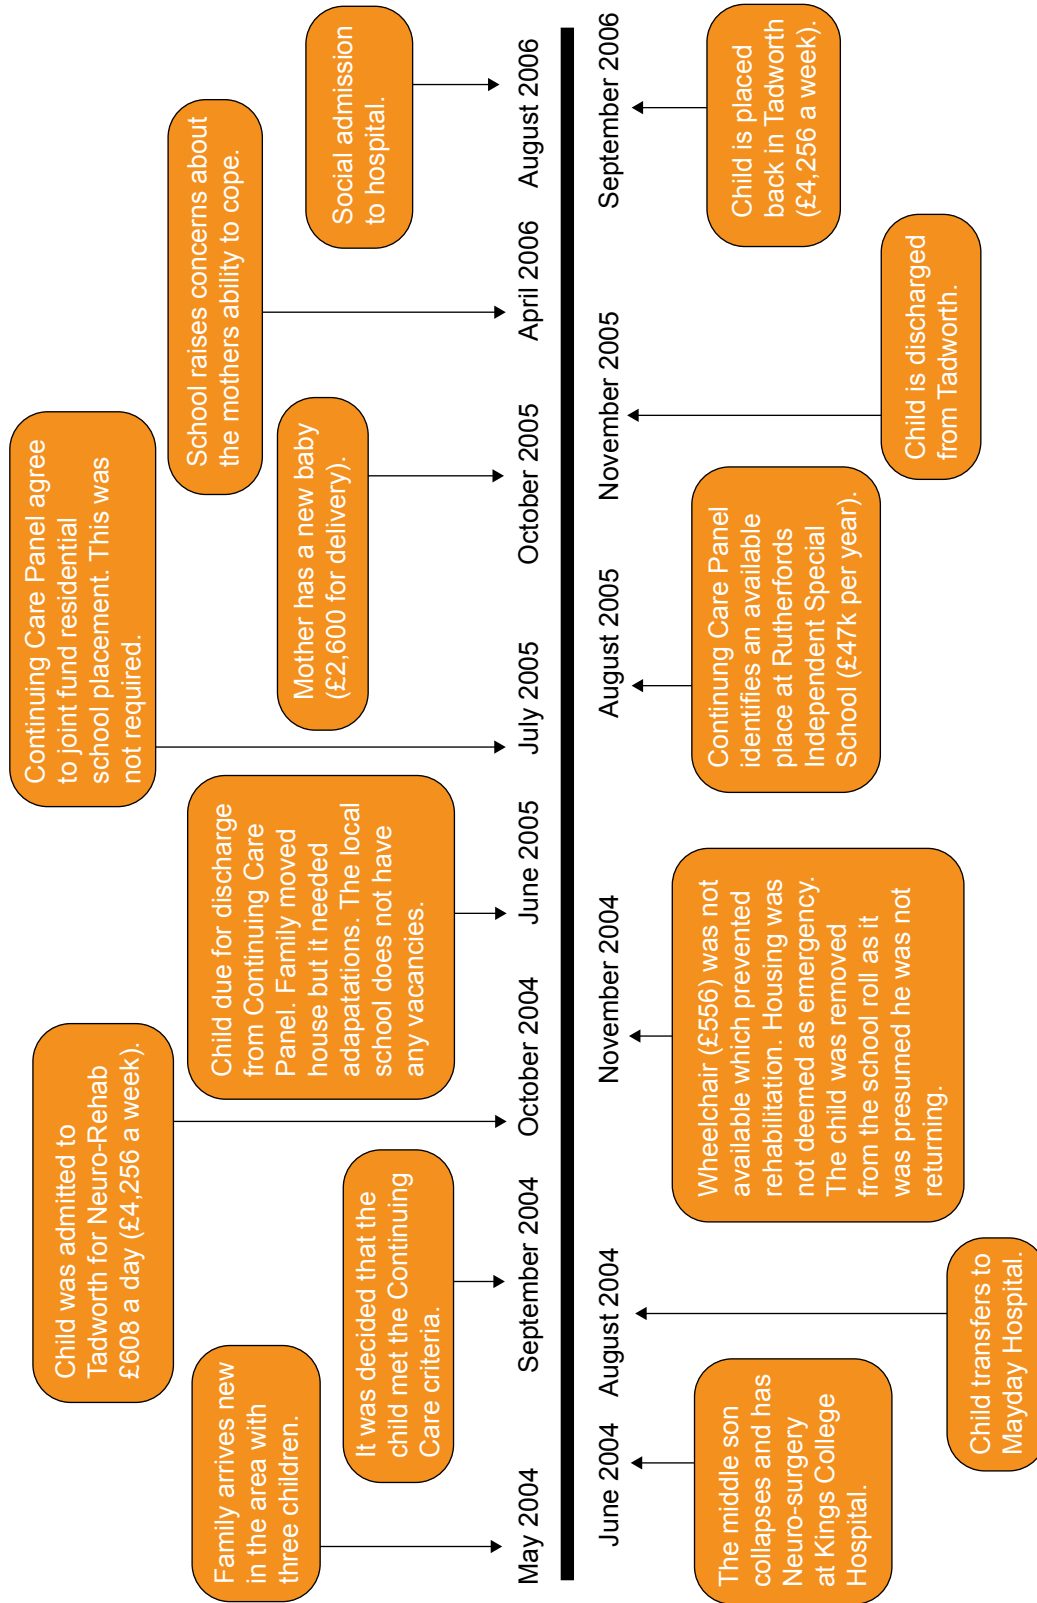 Family arrives new
in the area with
three children.
May 2004
The middle son
collapses and has
Neuro-surgery
at Kings College
Hospital.
June 2004
Child transfers to
Mayday Hospital.
August 2004
It was decided that the
child met the Continuing
Care criteria.
September 2004
Child was admitted to
Tadworth for Neuro-Rehab
£608 a day (£4,256 a week).
October 2004
Wheelchair (£556) was not
available which prevented
rehabilitation. Housing was
not deemed as emergency.
The child was removed
from the school roll as it
was presumed he was not
returning.
November 2004
Child due for discharge
from Continuing Care
Panel. Family moved
house but it needed
adapatations. The local
school does not have
any vacancies.
June 2005
Continuing Care Panel agree
to joint fund residential
school placement. This was
not required.
July 2005
Continung Care Panel
identifies an available
place at Rutherfords
Independent Special
School (£47k per year).
August 2005
Mother has a new baby
(£2,600 for delivery).
October 2005
Child is discharged
from Tadworth.
November 2005
School raises concerns about
the mothers ability to cope.
April 2006
Social admission
to hospital.
August 2006
Child is placed
back in Tadworth
(£4,256 a week).
September 2006